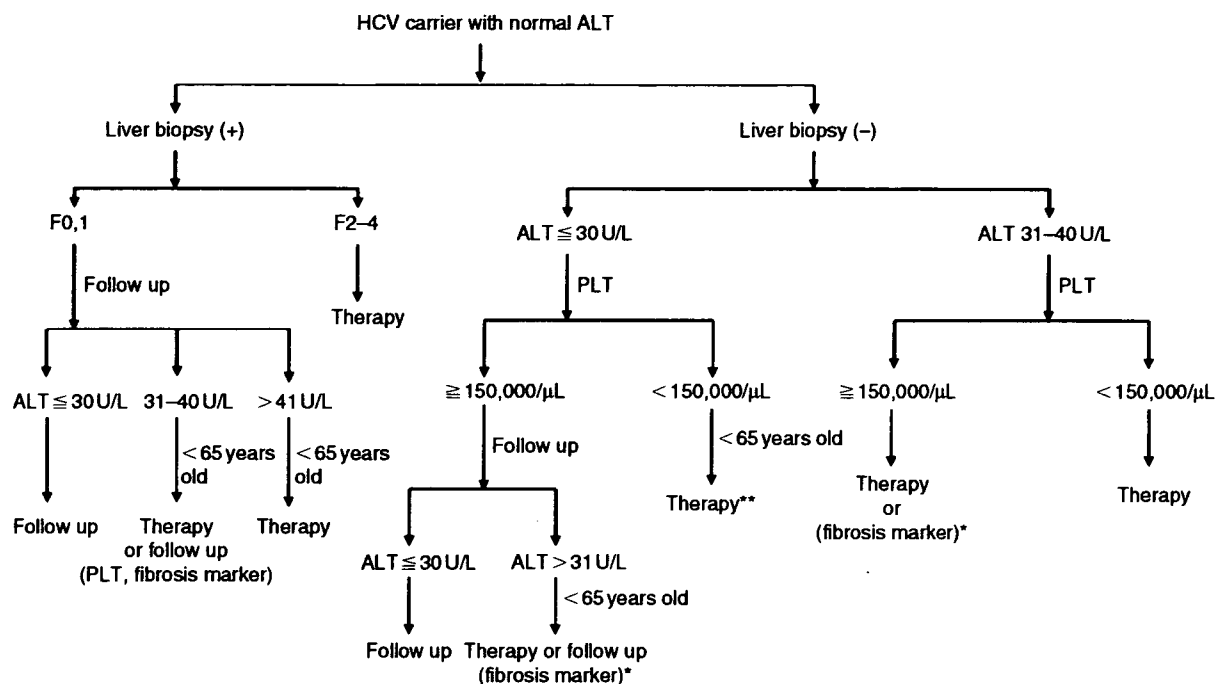 HCV carrier with normal ALT
Liver biopsy (+)
Liver biopsy (–)
F0,1
F2–4
ALT ≦ 30 U/L
ALT 31–40 U/L
Follow up
Therapy
PLT
PLT
ALT ≦ 30 U/L
31–40 U/L
> 41 U/L
≧ 150,000/μL
< 150,000/μL
≧ 150,000/μL
< 150,000/μL
< 65 years
old
< 65 years
old
Follow up
< 65 years old
Follow up
Therapy
or follow up
(PLT, fibrosis marker)
Therapy
Therapy**
Therapy
or
(fibrosis marker)*
Therapy
ALT ≦ 30 U/L
ALT > 31 U/L
< 65 years old
Follow up
Therapy or follow up
(fibrosis marker)*